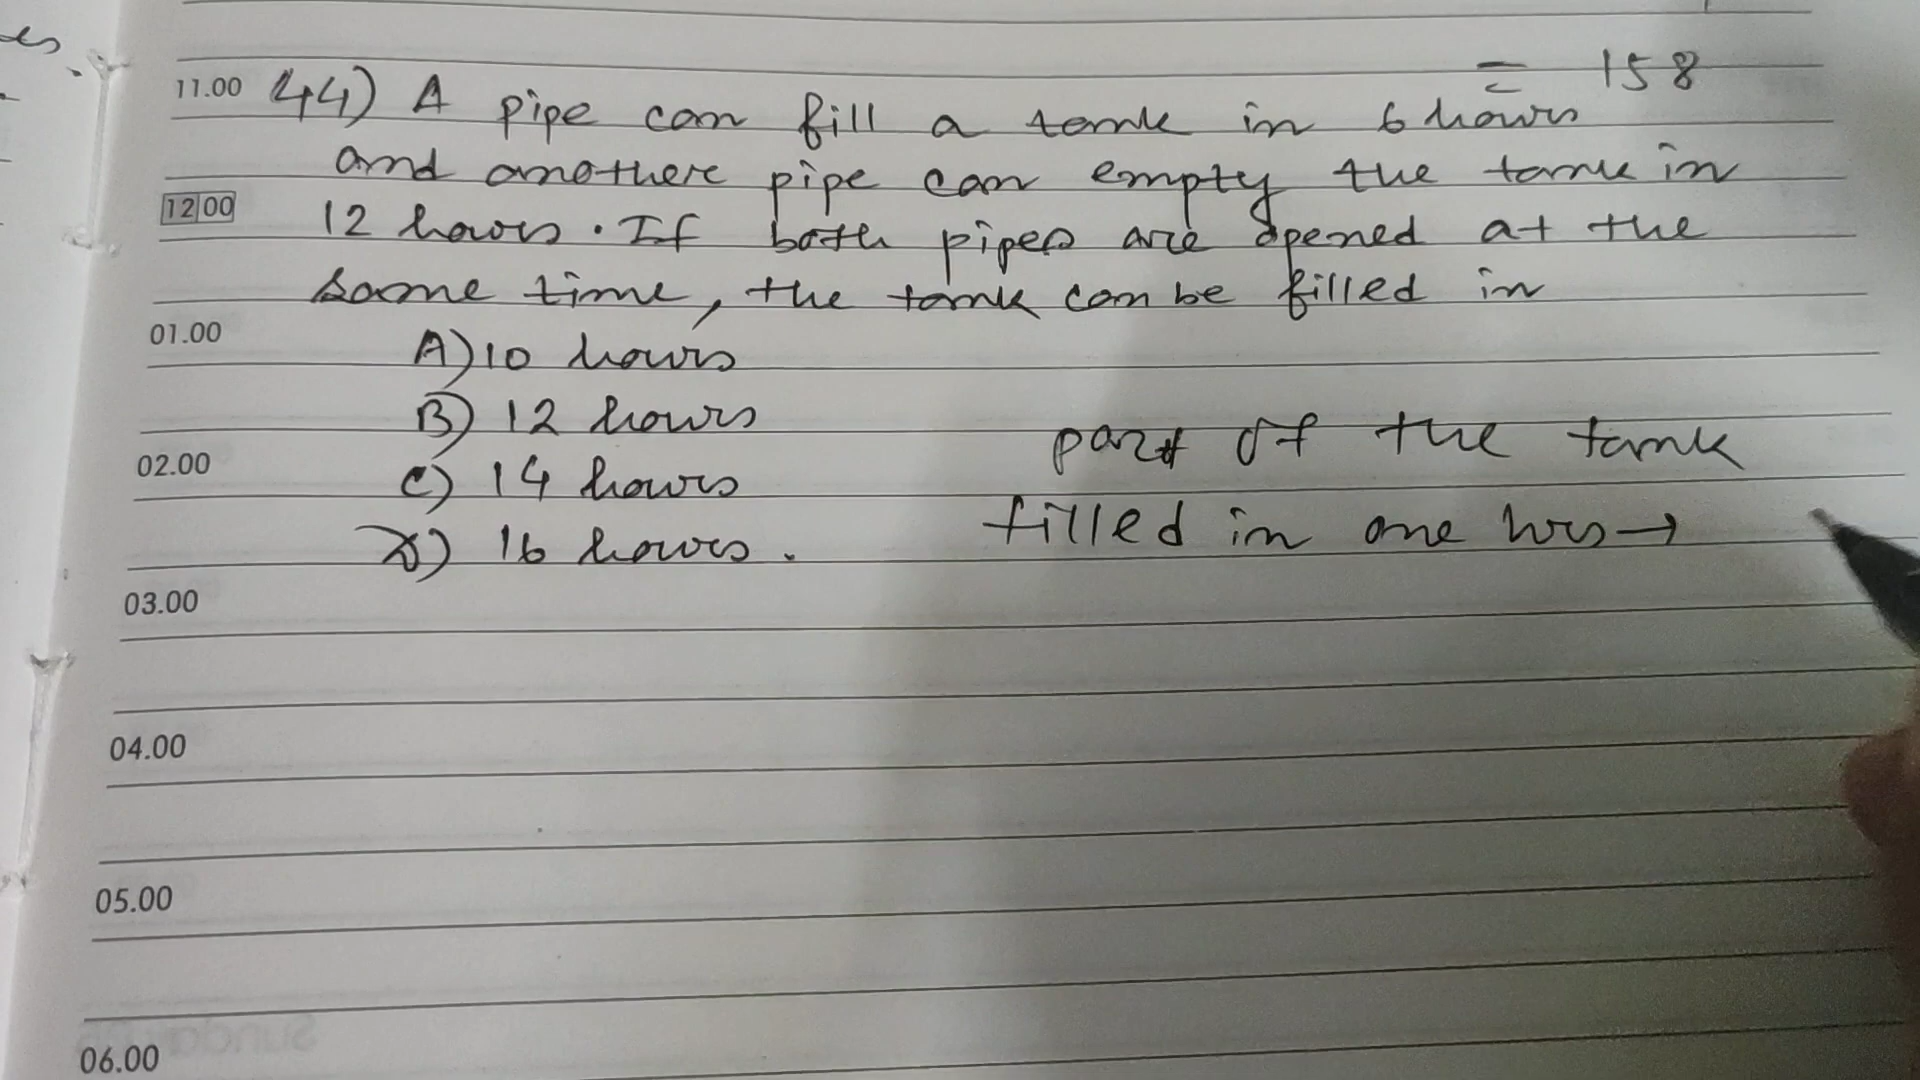 es
= 158
11.00 44) A pipe can fill a tank in 6 hours
and another pipe can empty the tank in
12 00 12 hours. If both pipes are opened at the
same time, the tank can be filled in
01.00
A) 10 hours
B) 12 hours
02.00
C) 14 hours
D) 16 hours.
part of the tank
filled in one hrs →
03.00
04.00
05.00
06.00